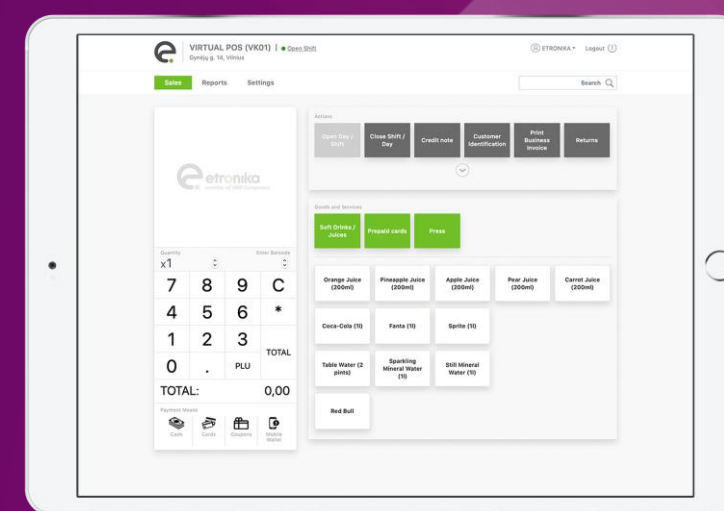 VIRTUAL POS (VK01) | Open Shift
Gynėjų g. 14, Vilnius
ETRONIKA
Logout
Sales
Reports
Settings
Search
Actions
Open Day / Shift
Close Shift / Day
Credit note
Customer Identification
Print Business Invoice
Returns
etronika
Goods and Services
Soft Drinks / Juices
Prepaid cards
Press
Quantity
Enter Barcode
x1
7 8 9 C
4 5 6 *
1 2 3
TOTAL
0 . PLU
TOTAL: 0,00
Payment Means
Cash
Cards
Coupons
Mobile Wallet
Orange Juice (200ml)
Pineapple Juice (200ml)
Apple Juice (200ml)
Pear Juice (200ml)
Carrot Juice (200ml)
Coca-Cola (1l)
Fanta (1l)
Sprite (1l)
Table Water (2 pints)
Sparkling Mineral Water (1l)
Still Mineral Water (1l)
Red Bull